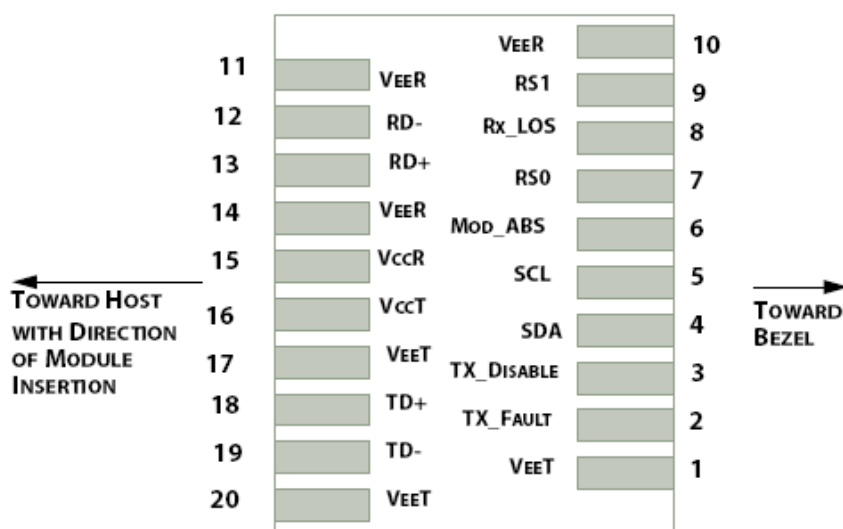 VEER 10
11 VEER
RS1 9
12 RD-
Rx_LOS 8
13 RD+
RS0 7
14 VEER
MOD_ABS 6
15 VccR
SCL 5
TOWARD HOST
WITH DIRECTION
OF MODULE
INSERTION
16 VccT
SDA 4
TOWARD
BEZEL
17 VEET
TX_DISABLE 3
18 TD+
TX_FAULT 2
19 TD-
VEET 1
20 VEET